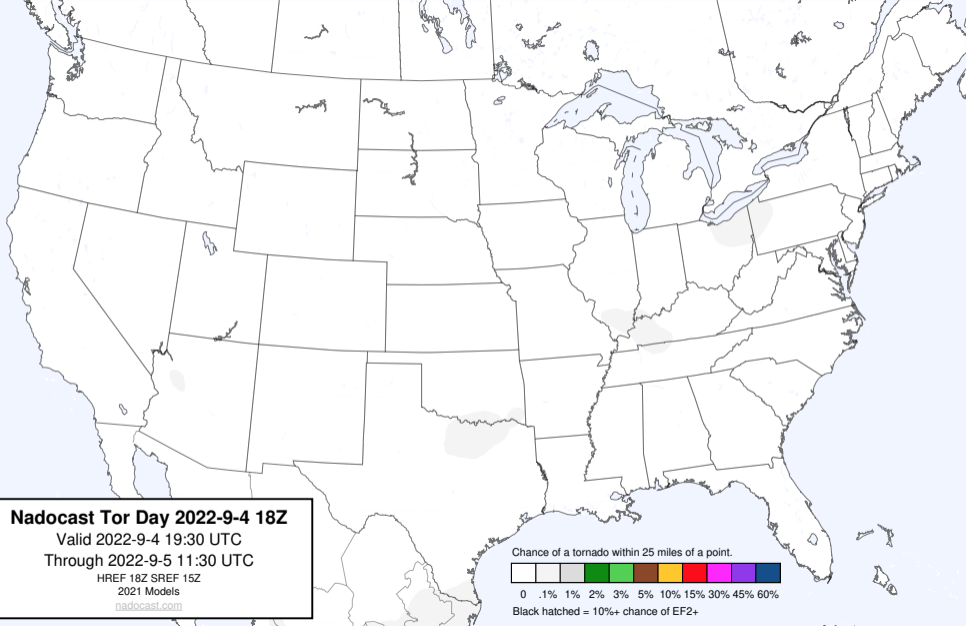 Nadocast Tor Day 2022-9-4 18Z
Valid 2022-9-4 19:30 UTC
Through 2022-9-5 11:30 UTC
HREF 18Z SREF 15Z
2021 Models
nadocast.com
Chance of a tornado within 25 miles of a point.
0 .1% 1% 2% 3% 5% 10% 15% 30% 45% 60%
Black hatched = 10%+ chance of EF2+